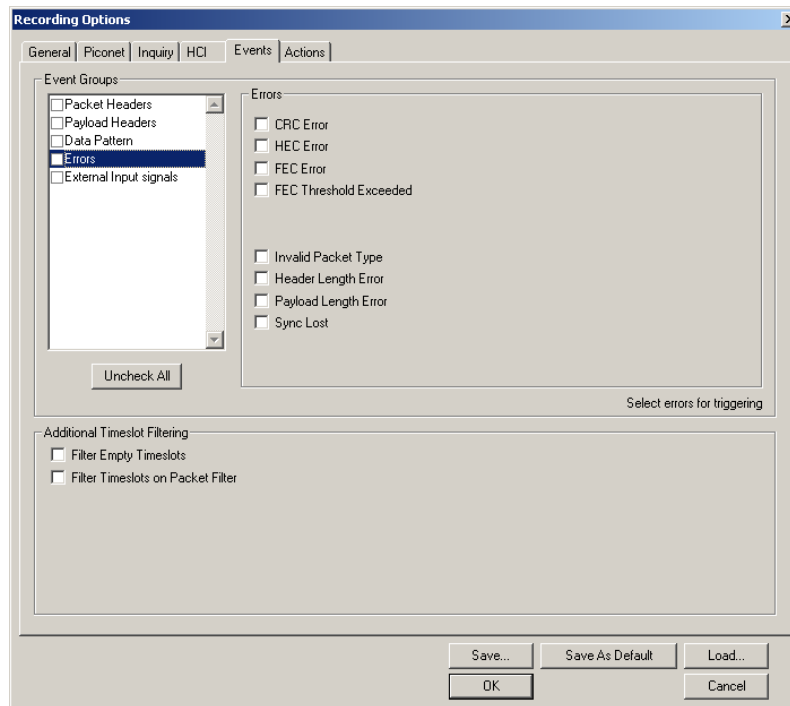 Recording Options
General Piconet Inquiry HCI Events Actions
Event Groups
Packet Headers
Payload Headers
Data Pattern
Errors
External Input signals
Uncheck All
Errors
CRC Error
HEC Error
FEC Error
FEC Threshold Exceeded
Invalid Packet Type
Header Length Error
Payload Length Error
Sync Lost
Select errors for triggering
Additional Timeslot Filtering
Filter Empty Timeslots
Filter Timeslots on Packet Filter
Save... Save As Default Load...
OK Cancel